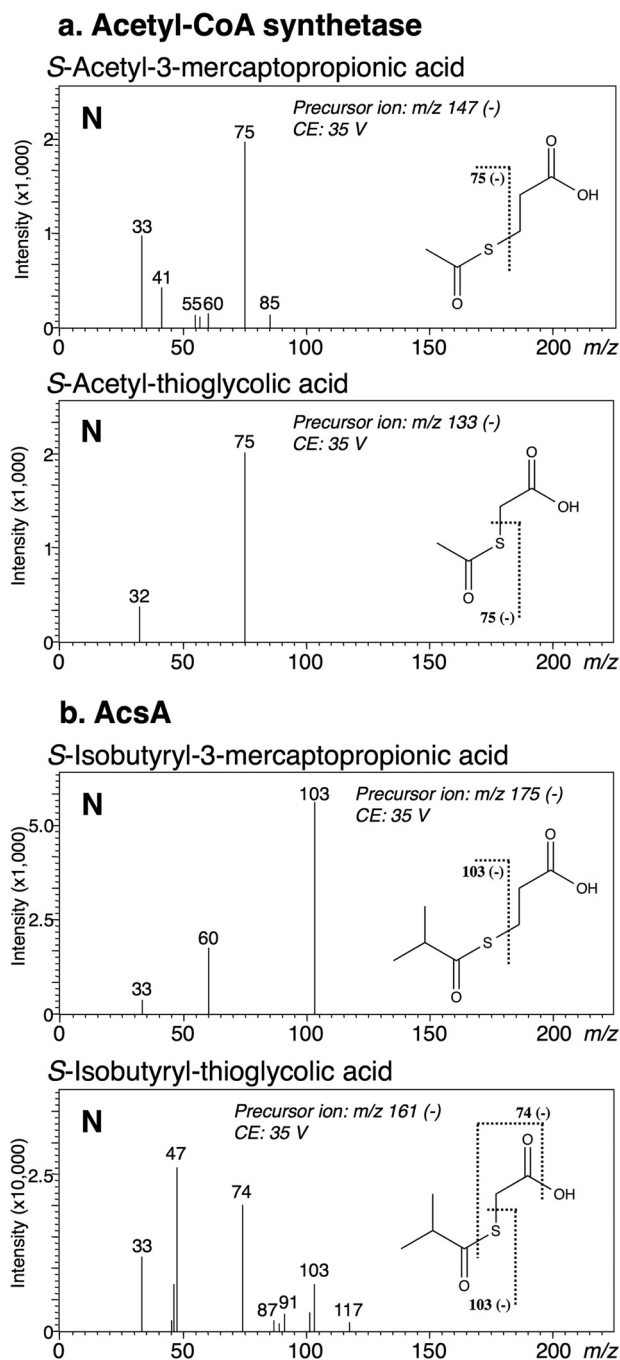 a. Acetyl-CoA synthetase
S-Acetyl-3-mercaptopropionic acid
N
Precursor ion: m/z 147 (-)
CE: 35 V
Intensity (x1,000)
2
1
0
33
41
55
60
75
85
75 (-)
O
OH
S
O
0
50
100
150
200
m/z
S-Acetyl-thioglycolic acid
N
Precursor ion: m/z 133 (-)
CE: 35 V
Intensity (x1,000)
2
1
0
32
75
O
OH
S
O
75 (-)
0
50
100
150
200
m/z
b. AcsA
S-Isobutyryl-3-mercaptopropionic acid
N
Precursor ion: m/z 175 (-)
CE: 35 V
Intensity (x1,000)
5.0
2.5
0
33
60
103
103 (-)
O
OH
S
O
0
50
100
150
200
m/z
S-Isobutyryl-thioglycolic acid
N
Precursor ion: m/z 161 (-)
CE: 35 V
Intensity (x10,000)
2.5
0
33
47
74
87
91
103
117
74 (-)
O
OH
S
O
103 (-)
0
50
100
150
200
m/z